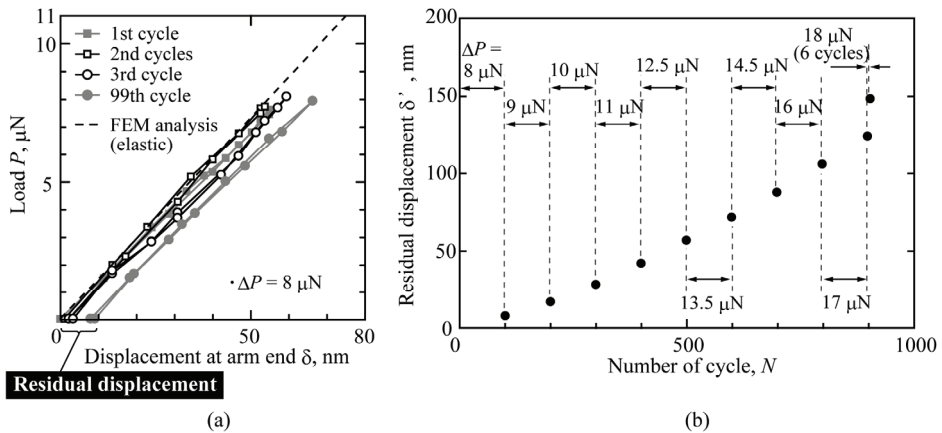 11
5
0
0
50
80
Load P, μN
1st cycle
2nd cycles
3rd cycle
99th cycle
FEM analysis
(elastic)
・ΔP = 8 μN
Displacement at arm end δ, nm
Residual displacement
(a)
200
150
100
50
0
0
500
1000
Residual displacement δ’, nm
ΔP =
8 μN
9 μN
10 μN
11 μN
12.5 μN
13.5 μN
14.5 μN
16 μN
17 μN
18 μN
(6 cycles)
Number of cycle, N
(b)